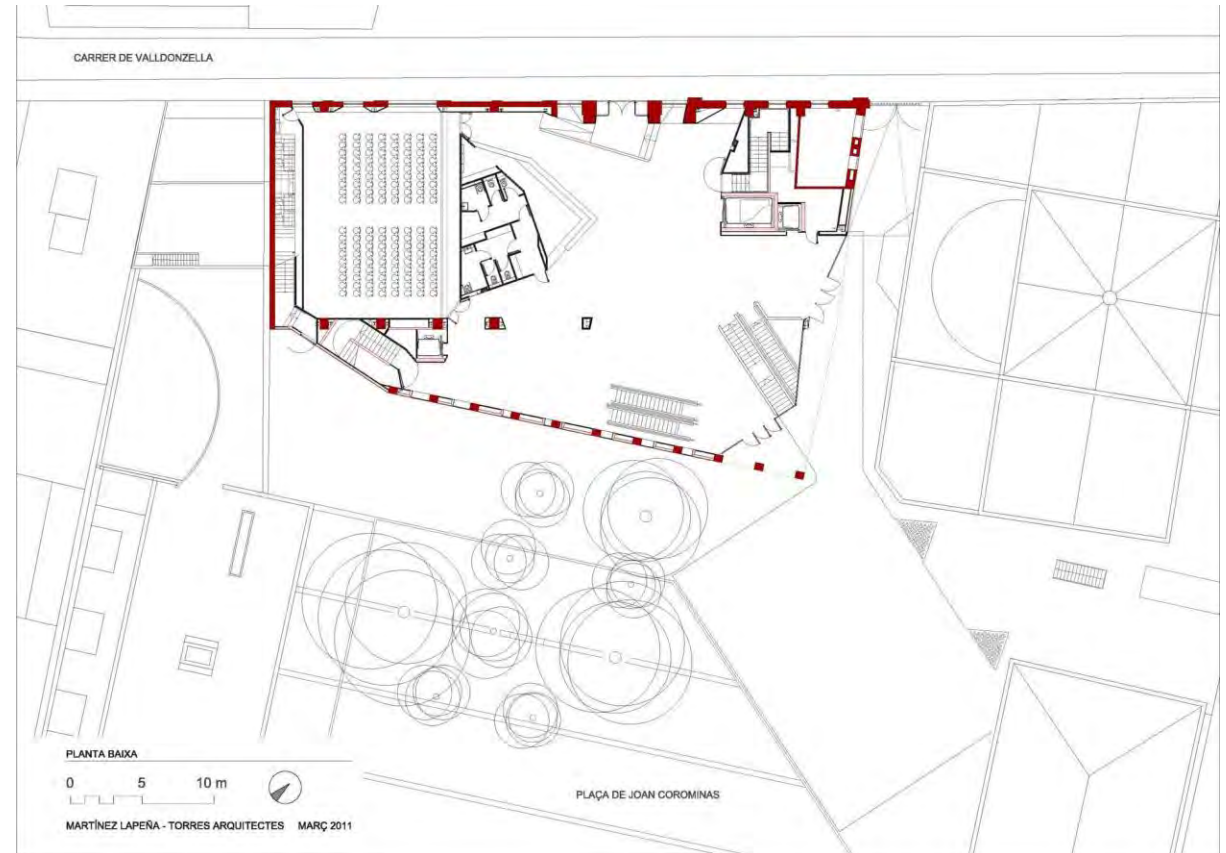 CARRER DE VALLDONZELLA
PLANTA BAIXA
0 5 10 m
MARTÍNEZ LAPEÑA - TORRES ARQUITECTES MARÇ 2011
PLAÇA DE JOAN COROMINAS